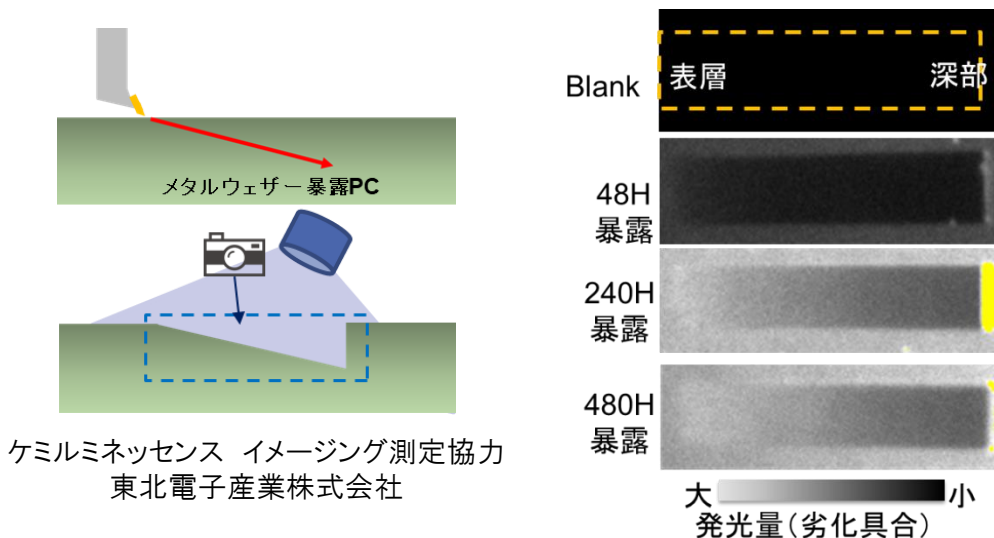 メタルウェザー暴露PC
ケミルミネッセンス イメージング測定協力
東北電子産業株式会社
Blank
表層
深部
48H
暴露
240H
暴露
480H
暴露
大
小
発光量(劣化具合)